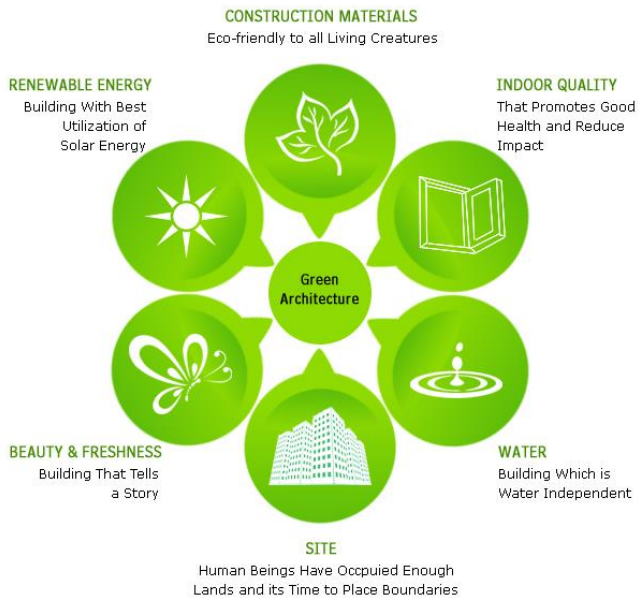 CONSTRUCTION MATERIALS
Eco-friendly to all Living Creatures
RENEWABLE ENERGY
Building With Best
Utilization of
Solar Energy
INDOOR QUALITY
That Promotes Good
Health and Reduce
Impact
Green
Architecture
BEAUTY & FRESHNESS
Building That Tells
a Story
WATER
Building Which is
Water Independent
SITE
Human Beings Have Occpuied Enough
Lands and its Time to Place Boundaries